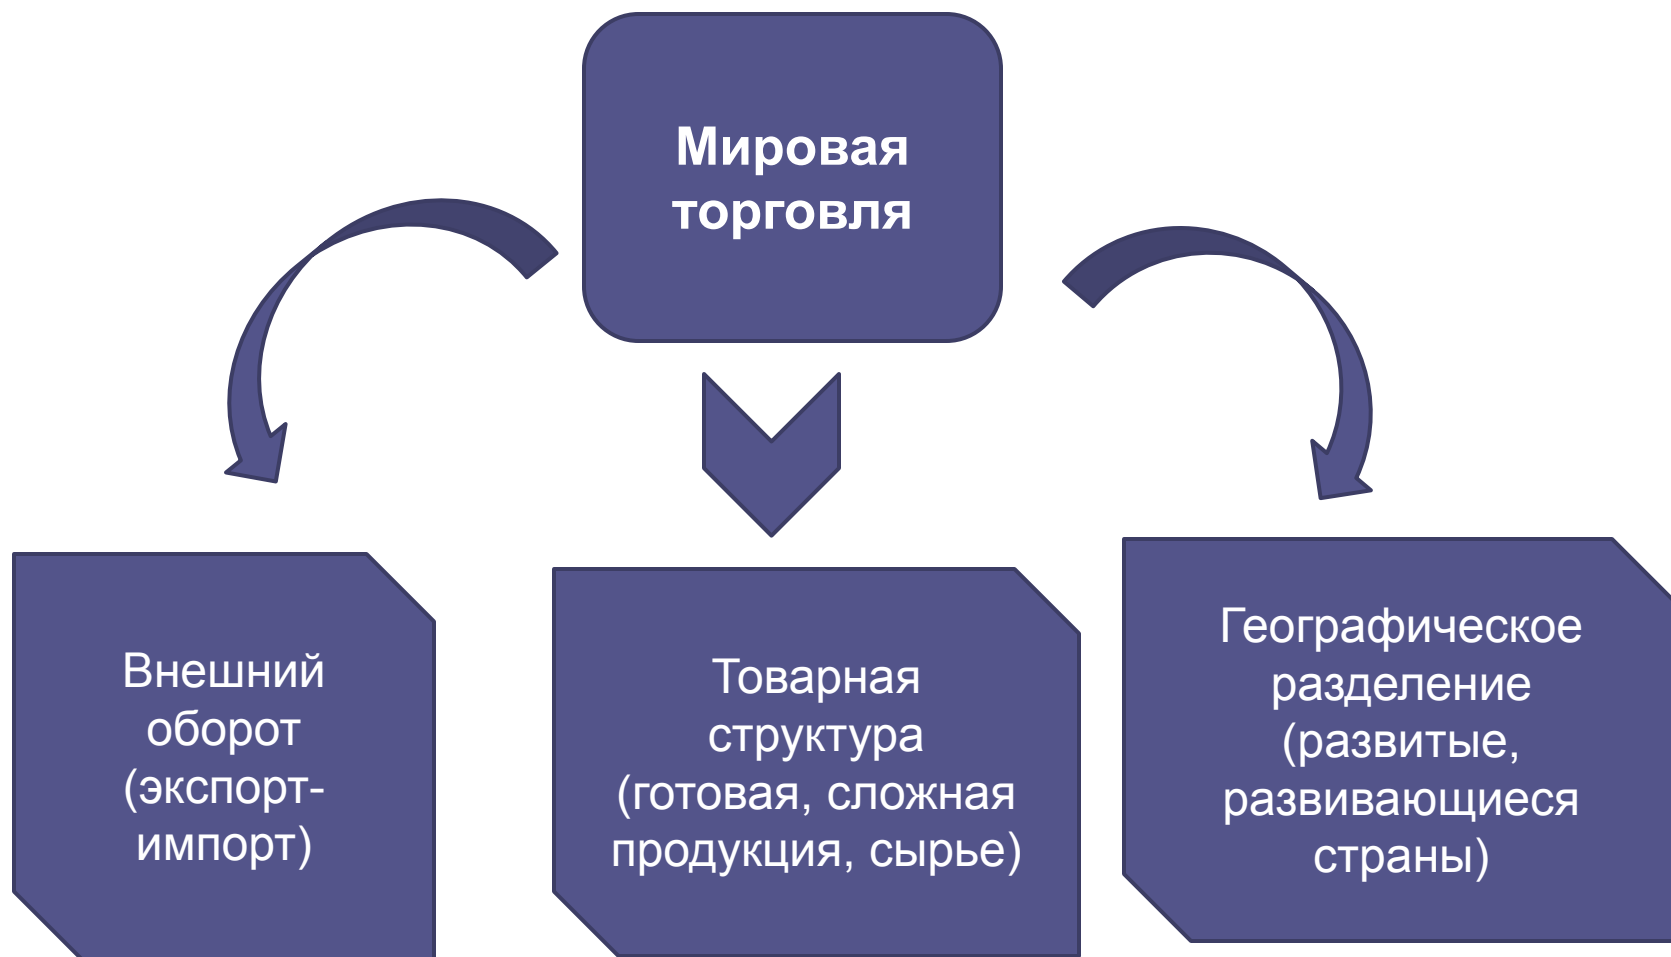 Мировая
торговля
Внешний
оборот
(экспорт-
импорт)
Товарная
структура
(готовая, сложная
продукция, сырье)
Географическое
разделение
(развитые,
развивающиеся
страны)